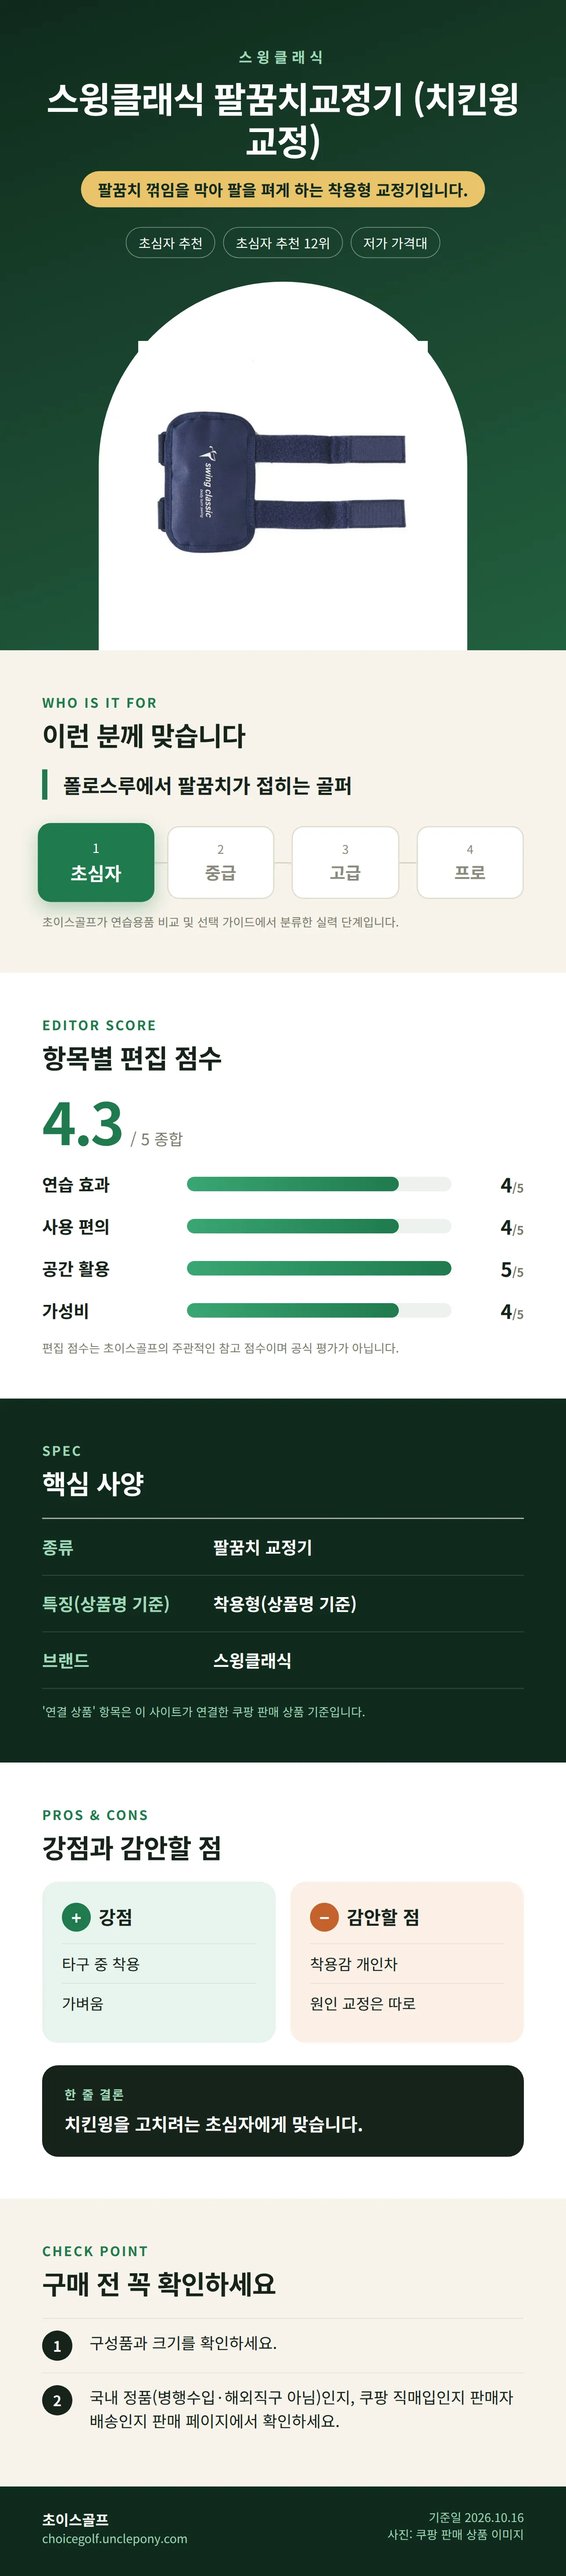 스윙클래식
스윙클래식 팔꿈치교정기 (치킨윙
교정)
팔꿈치 꺾임을 막아 팔을 펴게 하는 착용형 교정기입니다.
초심자 추천
초심자 추천 12위
저가 가격대
swing classic
WHO IS IT FOR
이런 분께 맞습니다
폴로스루에서 팔꿈치가 접히는 골퍼
1
초심자
2
중급
3
고급
4
프로
초이스골프가 연습용품 비교 및 선택 가이드에서 분류한 실력 단계입니다.
EDITOR SCORE
항목별 편집 점수
4.3 / 5 종합
연습 효과 4/5
사용 편의 4/5
공간 활용 5/5
가성비 4/5
편집 점수는 초이스골프의 주관적인 참고 점수이며 공식 평가가 아닙니다.
SPEC
핵심 사양
종류 팔꿈치 교정기
특징(상품명 기준) 착용형(상품명 기준)
브랜드 스윙클래식
'연결 상품' 항목은 이 사이트가 연결한 쿠팡 판매 상품 기준입니다.
PROS & CONS
강점과 감안할 점
+ 강점
타구 중 착용
가벼움
− 감안할 점
착용감 개인차
원인 교정은 따로
한 줄 결론
치킨윙을 고치려는 초심자에게 맞습니다.
CHECK POINT
구매 전 꼭 확인하세요
1 구성품과 크기를 확인하세요.
2 국내 정품(병행수입·해외직구 아님)인지, 쿠팡 직매입인지 판매자
배송인지 판매 페이지에서 확인하세요.
초이스골프
choicegolf.unclepony.com
기준일 2026.10.16
사진: 쿠팡 판매 상품 이미지